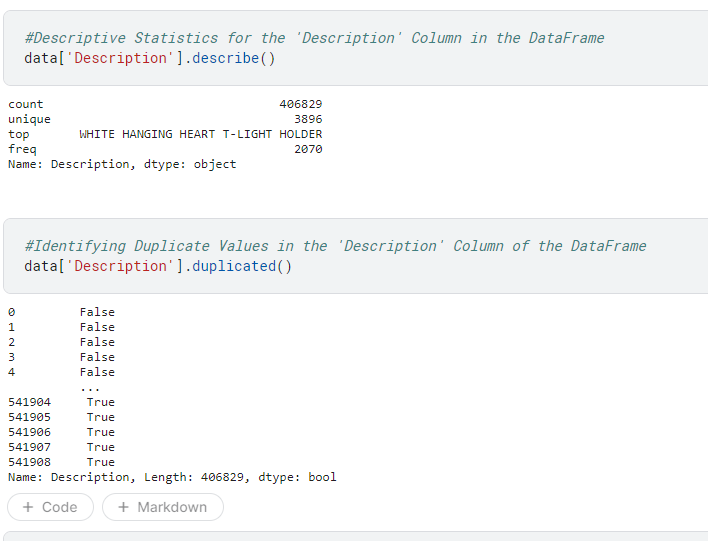 #Descriptive Statistics for the 'Description' Column in the DataFrame
data['Description'].describe()
count 406829
unique 3896
top WHITE HANGING HEART T-LIGHT HOLDER
freq 2070
Name: Description, dtype: object
#Identifying Duplicate Values in the 'Description' Column of the DataFrame
data['Description'].duplicated()
0 False
1 False
2 False
3 False
4 False
...
541904 True
541905 True
541906 True
541907 True
541908 True
Name: Description, Length: 406829, dtype: bool
+ Code + Markdown